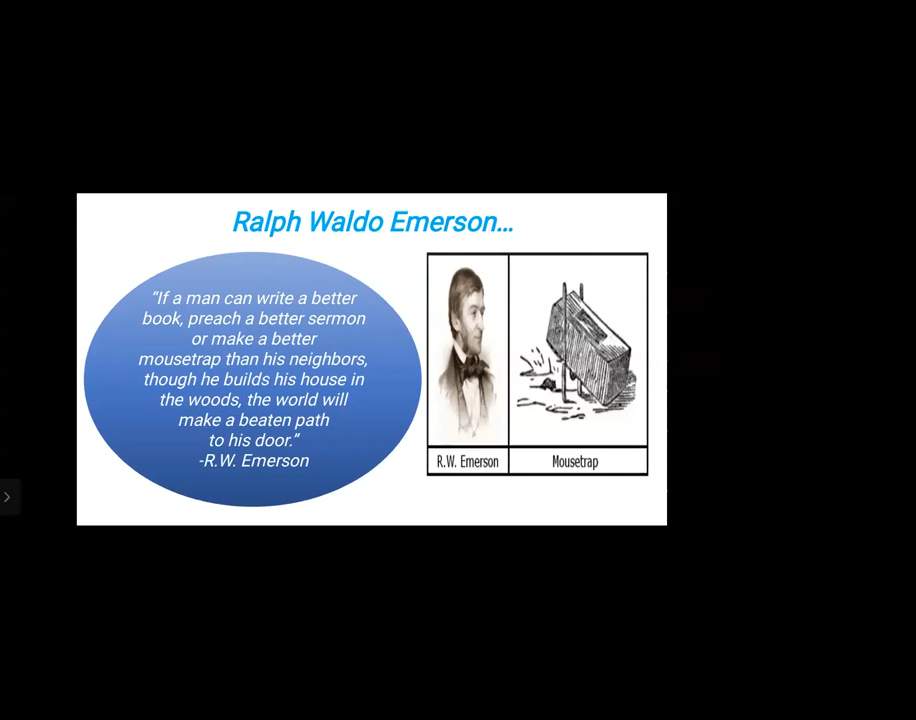 Ralph Waldo Emerson...
“If a man can write a better
book, preach a better sermon
or make a better
mousetrap than his neighbors,
though he builds his house in
the woods, the world will
make a beaten path
to his door.”
-R.W. Emerson
R.W. Emerson
Mousetrap